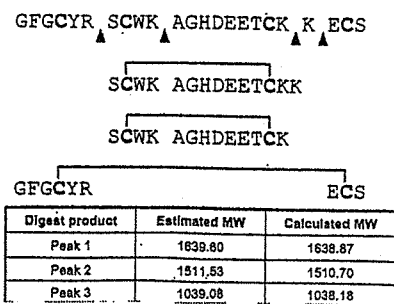 GFGCYR SCWK AGHDEETCK K ECS
SCWK AGHDEETCKK
SCWK AGHDEETCK
GFGCYR ECS
Digest product Estimated MW Calculated MW
Peak 1 1639.60 1638.87
Peak 2 1511.53 1510.70
Peak 3 1039.08 1038.18